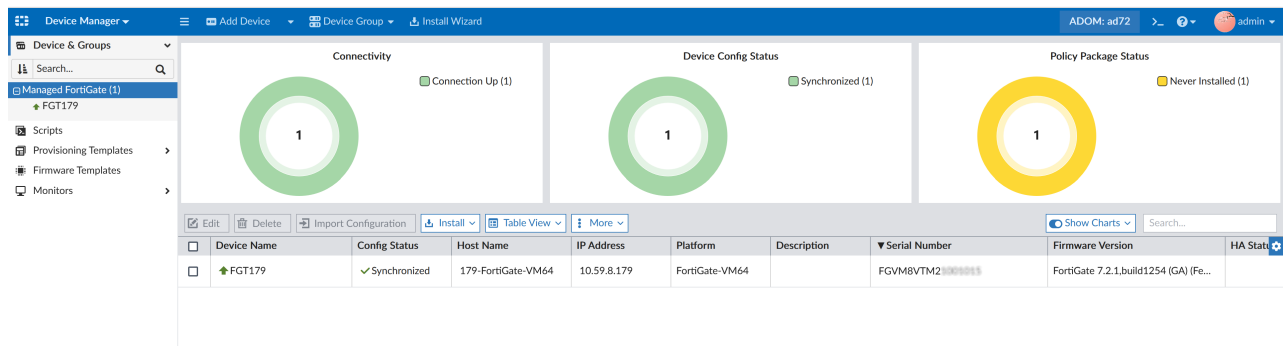 Device Manager
Add Device
Device Group
Install Wizard
ADOM: ad72
>_
admin
Device & Groups
Search...
Managed FortiGate (1)
FGT179
Scripts
Provisioning Templates
Firmware Templates
Monitors
Connectivity
Connection Up (1)
1
Device Config Status
Synchronized (1)
1
Policy Package Status
Never Installed (1)
1
Edit Delete Import Configuration Install Table View More Show Charts Search...
Device Name Config Status Host Name IP Address Platform Description Serial Number Firmware Version HA Statu
FGT179 Synchronized 179-FortiGate-VM64 10.59.8.179 FortiGate-VM64 FGVM8VTM2 FortiGate 7.2.1,build1254 (GA) (Fe...